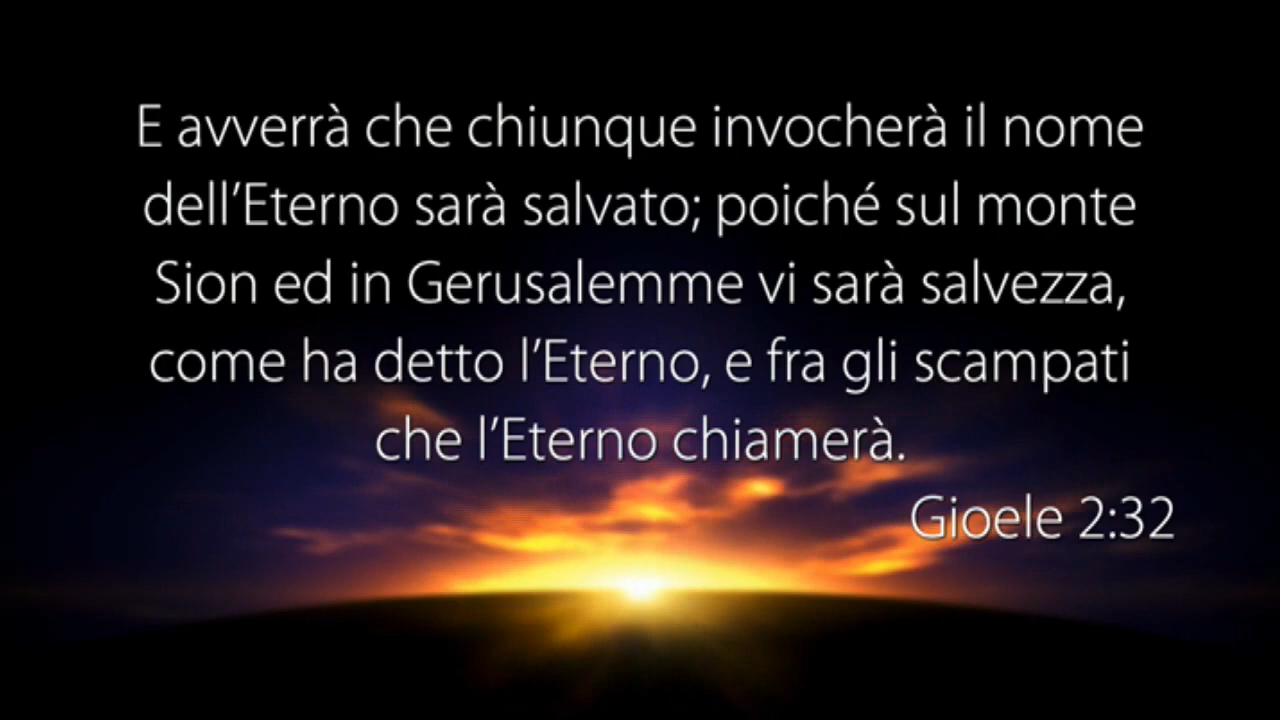 E avverrà che chiunque invocherà il nome
dell’Eterno sarà salvato; poiché sul monte
Sion ed in Gerusalemme vi sarà salvezza,
come ha detto l’Eterno, e fra gli scampati
che l’Eterno chiamerà.
Gioele 2:32